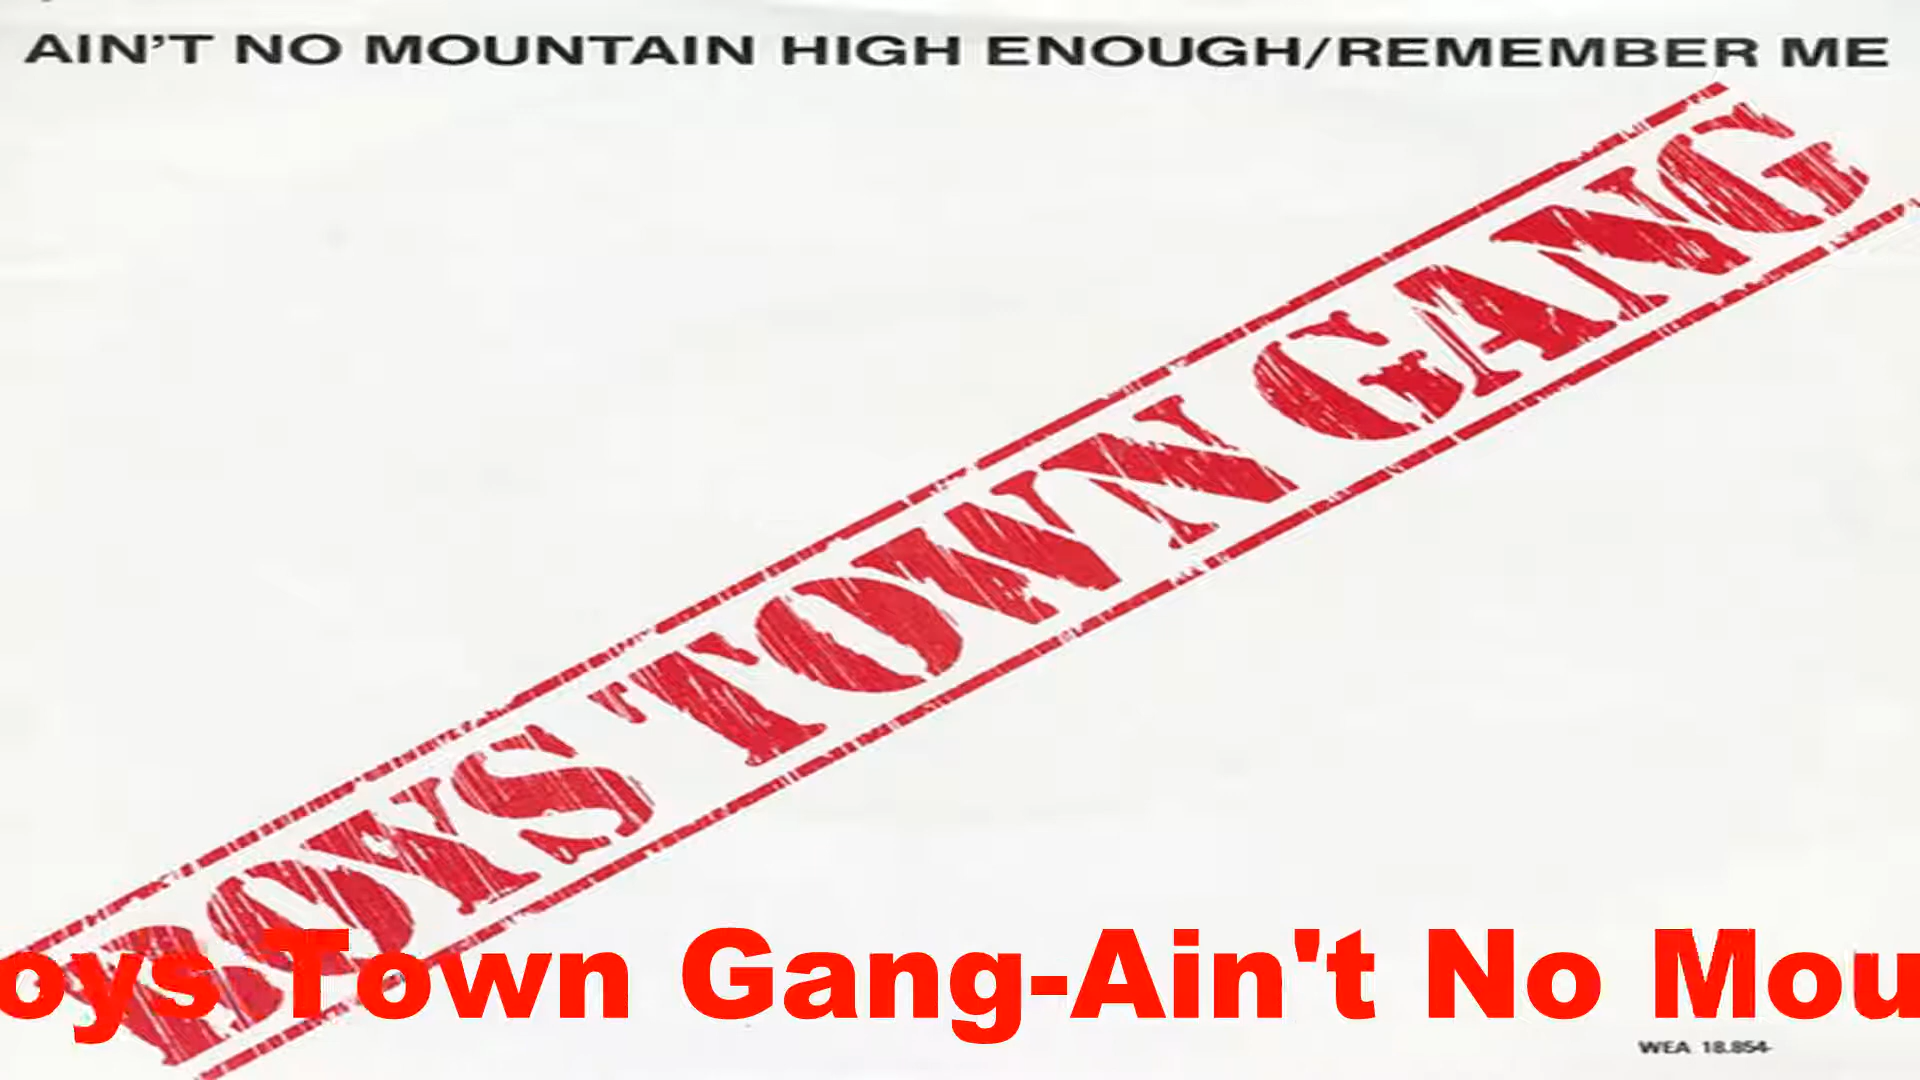 AIN'T NO MOUNTAIN HIGH ENOUGH/REMEMBER ME
BOYS TOWN GANG
oys Town Gang-Ain't No Mou
WEA 18.854